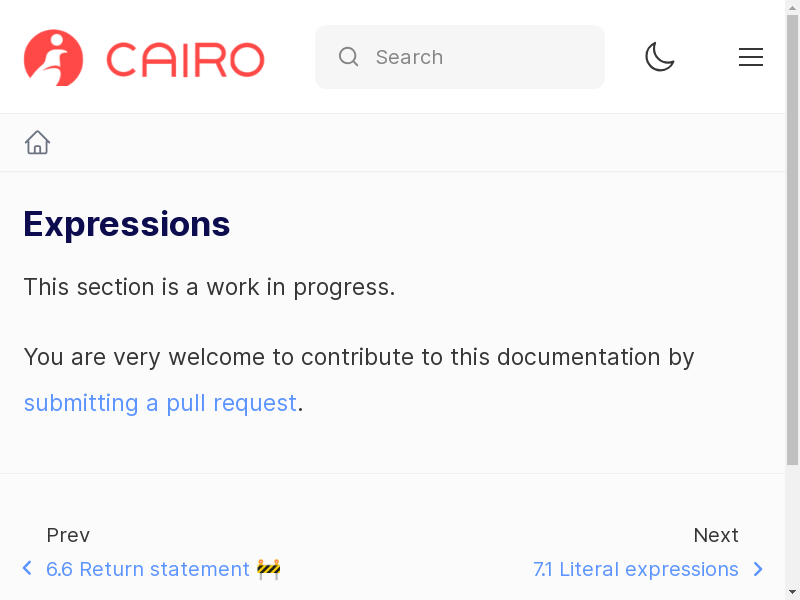 CAIRO
Search
Expressions
This section is a work in progress.
You are very welcome to contribute to this documentation by
submitting a pull request.
Prev
6.6 Return statement 🚧
Next
7.1 Literal expressions